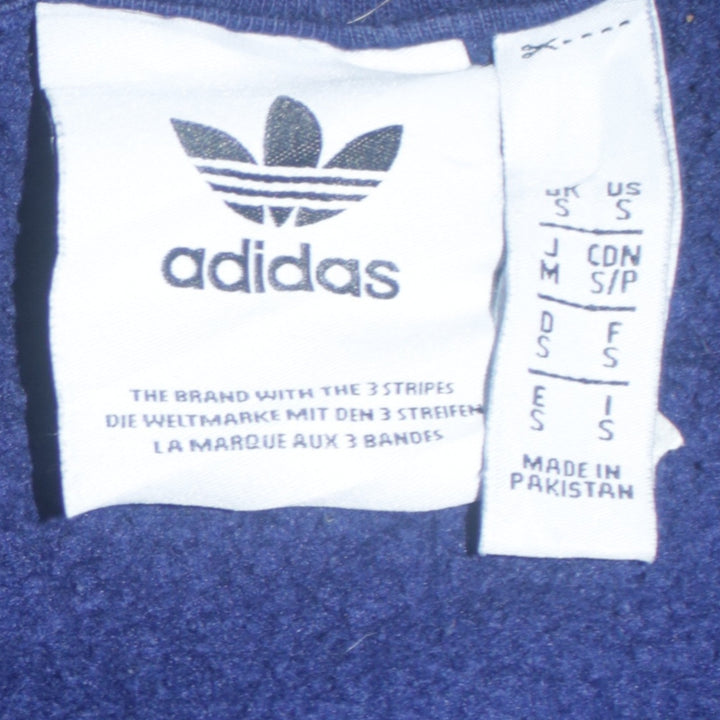 adidas
THE BRAND WITH THE 3 STRIPES
DIE WELTMARKE MIT DEN 3 STREIFEN
LA MARQUE AUX 3 BANDES
UK US
S S
J CDN
M S/P
D F
S S
E I
S S
MADE IN
PAKISTAN